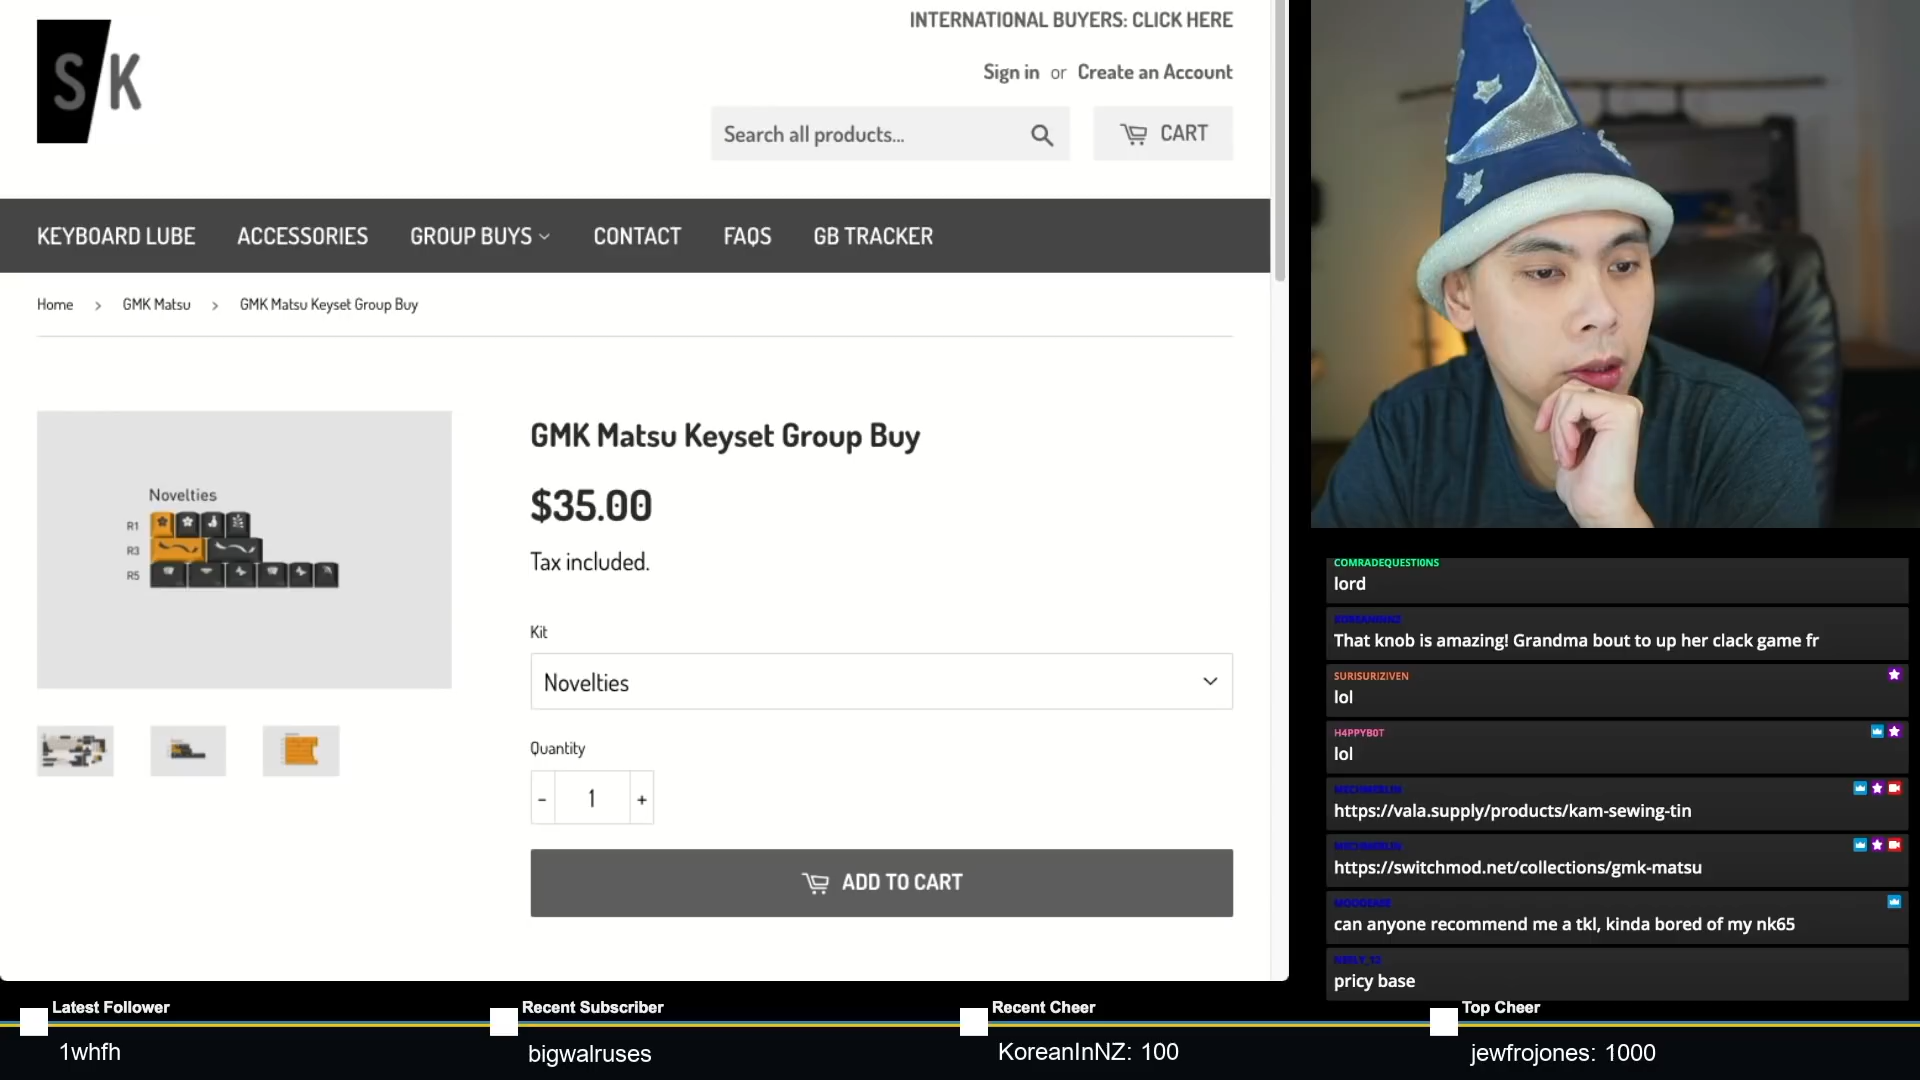 S/K
INTERNATIONAL BUYERS: CLICK HERE
Sign in or Create an Account
Search all products...
CART
KEYBOARD LUBE ACCESSORIES GROUP BUYS CONTACT FAQS GB TRACKER
Home > GMK Matsu > GMK Matsu Keyset Group Buy
Novelties
R1
R3
R5
GMK Matsu Keyset Group Buy
$35.00
Tax included.
Kit
Novelties
Quantity
- 1 +
ADD TO CART
COMRADEQUESTI0NS
lord
KOREANINNZ
That knob is amazing! Grandma bout to up her clack game fr
SURISURIZIVEN
lol
H4PPYB0T
lol
MECHMERLIN
https://vala.supply/products/kam-sewing-tin
MECHMERLIN
https://switchmod.net/collections/gmk-matsu
can anyone recommend me a tkl, kinda bored of my nk65
pricy base
Latest Follower
1whfh
Recent Subscriber
bigwalruses
Recent Cheer
KoreanInNZ: 100
Top Cheer
jewfrojones: 1000